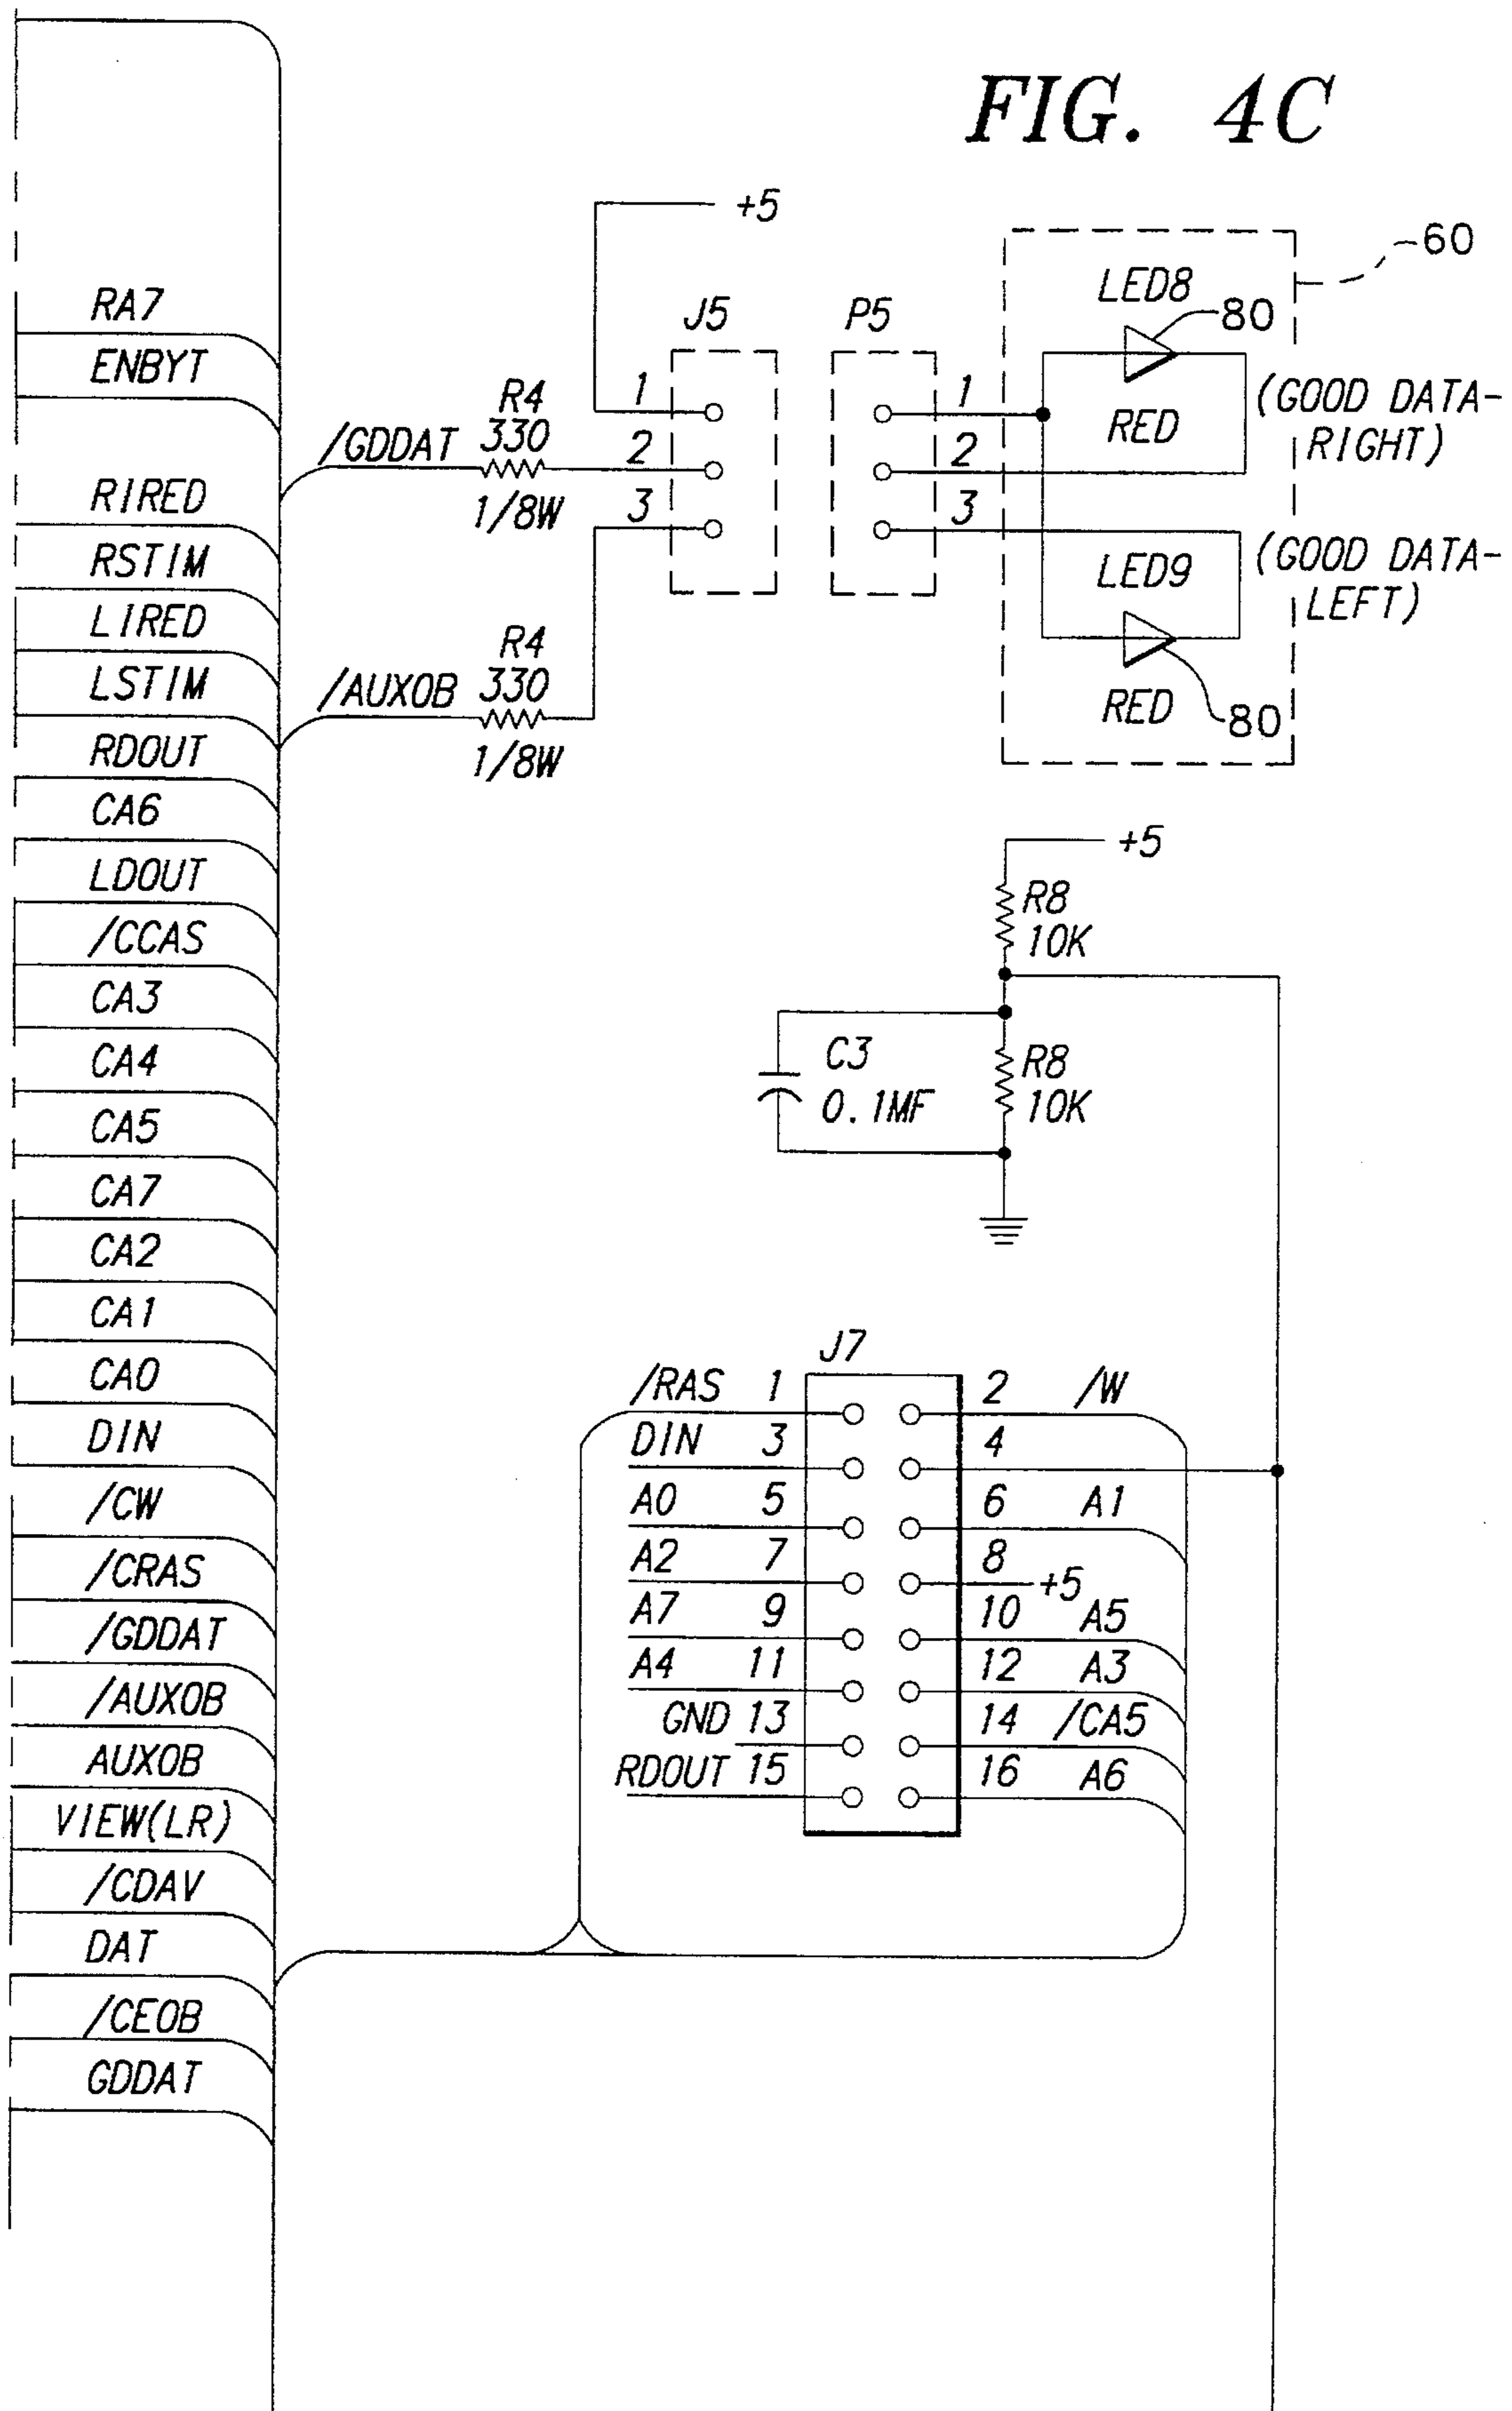 FIG. 4C
RA7
ENBYT
RIRED
RSTIM
LIRED
LSTIM
RDOUT
CA6
LDOUT
/CCAS
CA3
CA4
CA5
CA7
CA2
CA1
CA0
DIN
/CW
/CRAS
/GDDAT
/AUXOB
AUXOB
VIEW(LR)
/CDAV
DAT
/CEOB
GDDAT
+5
J5
P5
60
LED8
80
1
1
(GOOD DATA-
RIGHT)
RED
R4
/GDDAT 330
1/8W
2
2
3
3
(GOOD DATA-
LEFT)
LED9
RED
80
R4
/AUXOB 330
1/8W
+5
R8
10K
C3
0.1MF
R8
10K
J7
/RAS 1
2 /W
DIN 3
4
A0 5
6 A1
A2 7
8
+5
A7 9
10 A5
A4 11
12 A3
GND 13
14 /CA5
RDOUT 15
16 A6